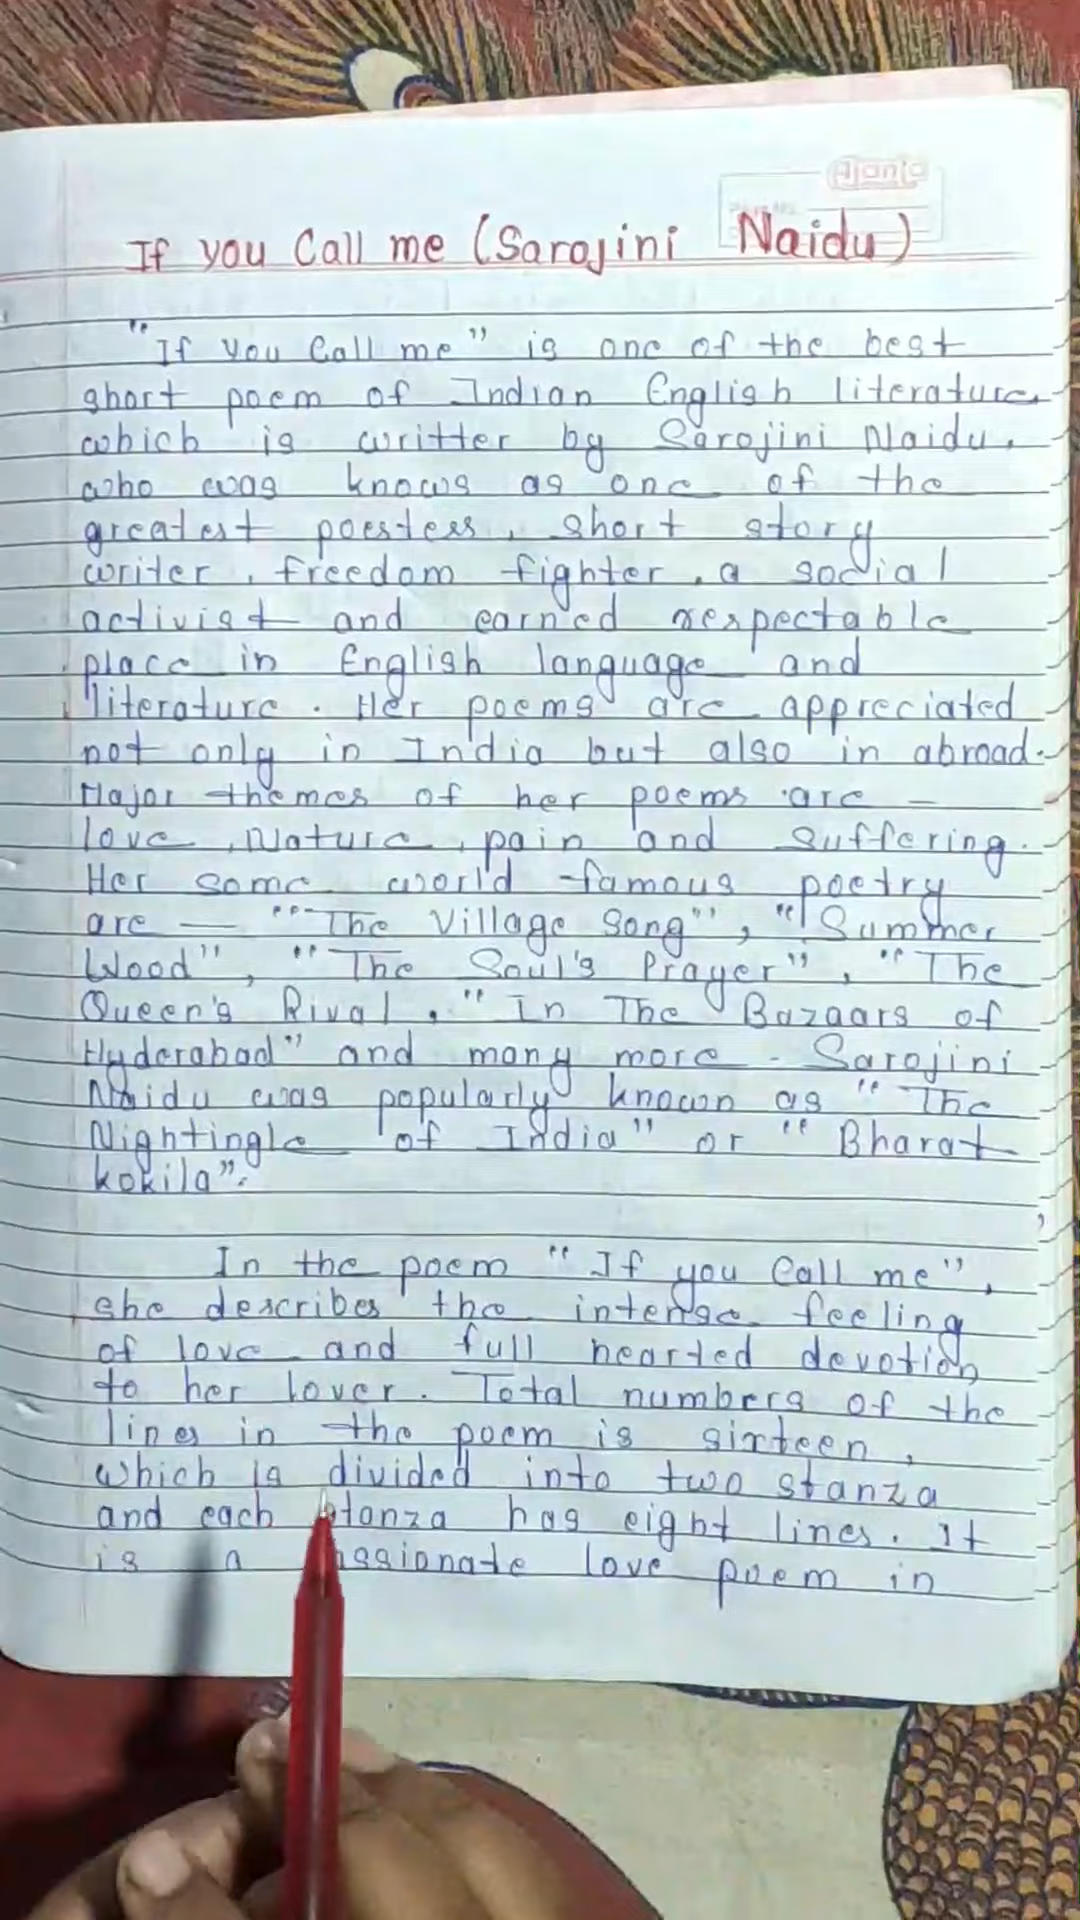 Ajanta
If you Call me (Sarojini Naidu)
"If you Call me" is one of the best
short poem of Indian English literature,
which is writter by Sarojini Naidu.
who was knows as one of the
greatest poestess, short story
writer, freedom fighter, a social
activist and earned respectable
place in English language and
literature. Her poems are appreciated
not only in India but also in abroad.
Major themes of her poems are –
love, Nature, pain and suffering.
Her some world famous poetry
are — "The Village Song", "Summer
Wood", "The Soul's Prayer", "The
Queen's Rival, "In The Bazaars of
Hyderabad" and many more - Sarojini
Naidu was popularly known as "The
Nightingle of India" or "Bharat
kokila".
In the poem "If you Call me",
she describes the intense feeling
of love and full hearted devotion
to her lover. Total numbers of the
lines in the poem is sixteen,
which is divided into two stanza
and each stanza has eight lines. It
is a love poem in